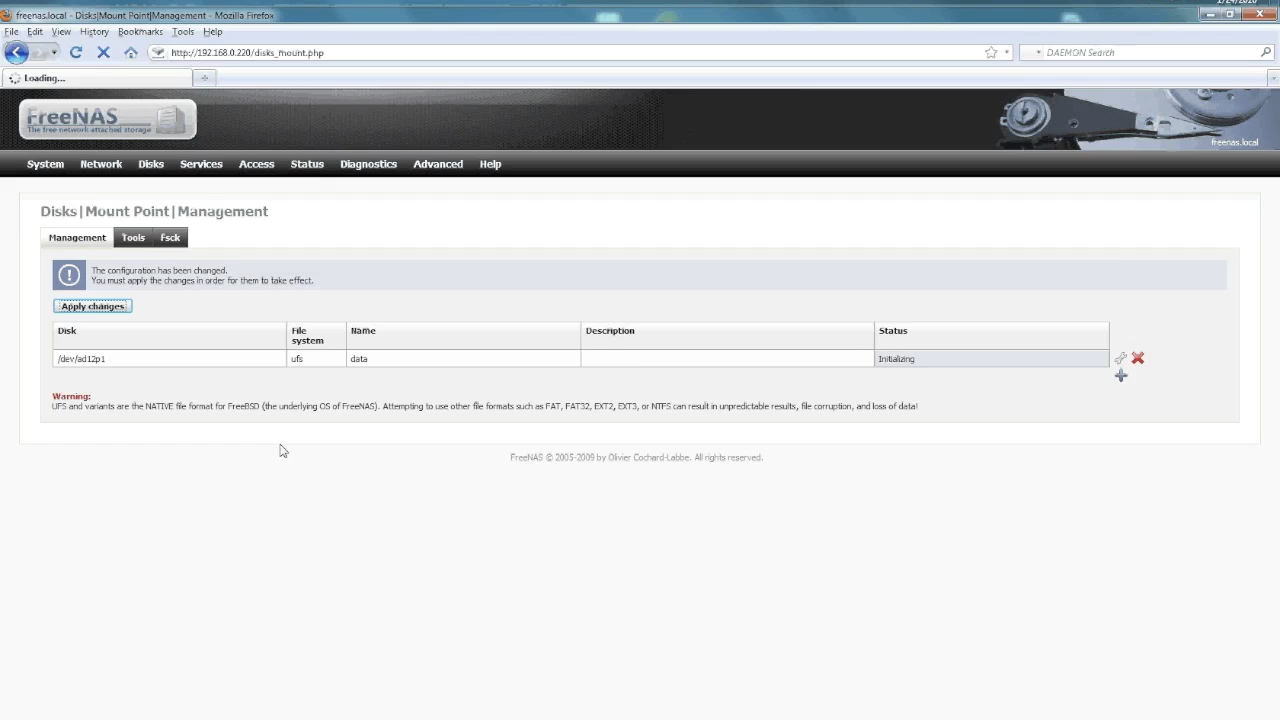 freenas.local - Disks|Mount Point|Management - Mozilla Firefox
File Edit View History Bookmarks Tools Help
http://192.168.0.220/disks_mount.php
DAEMON Search
Loading...
FreeNAS
The free network attached storage
freenas.local
System Network Disks Services Access Status Diagnostics Advanced Help
Disks|Mount Point|Management
Management Tools Fsck
The configuration has been changed.
You must apply the changes in order for them to take effect.
Apply changes
Disk File system Name Description Status
/dev/ad12p1 ufs data Initializing
Warning:
UFS and variants are the NATIVE file format for FreeBSD (the underlying OS of FreeNAS). Attempting to use other file formats such as FAT, FAT32, EXT2, EXT3, or NTFS can result in unpredictable results, file corruption, and loss of data!
FreeNAS © 2005-2009 by Olivier Cochard-Labbe. All rights reserved.